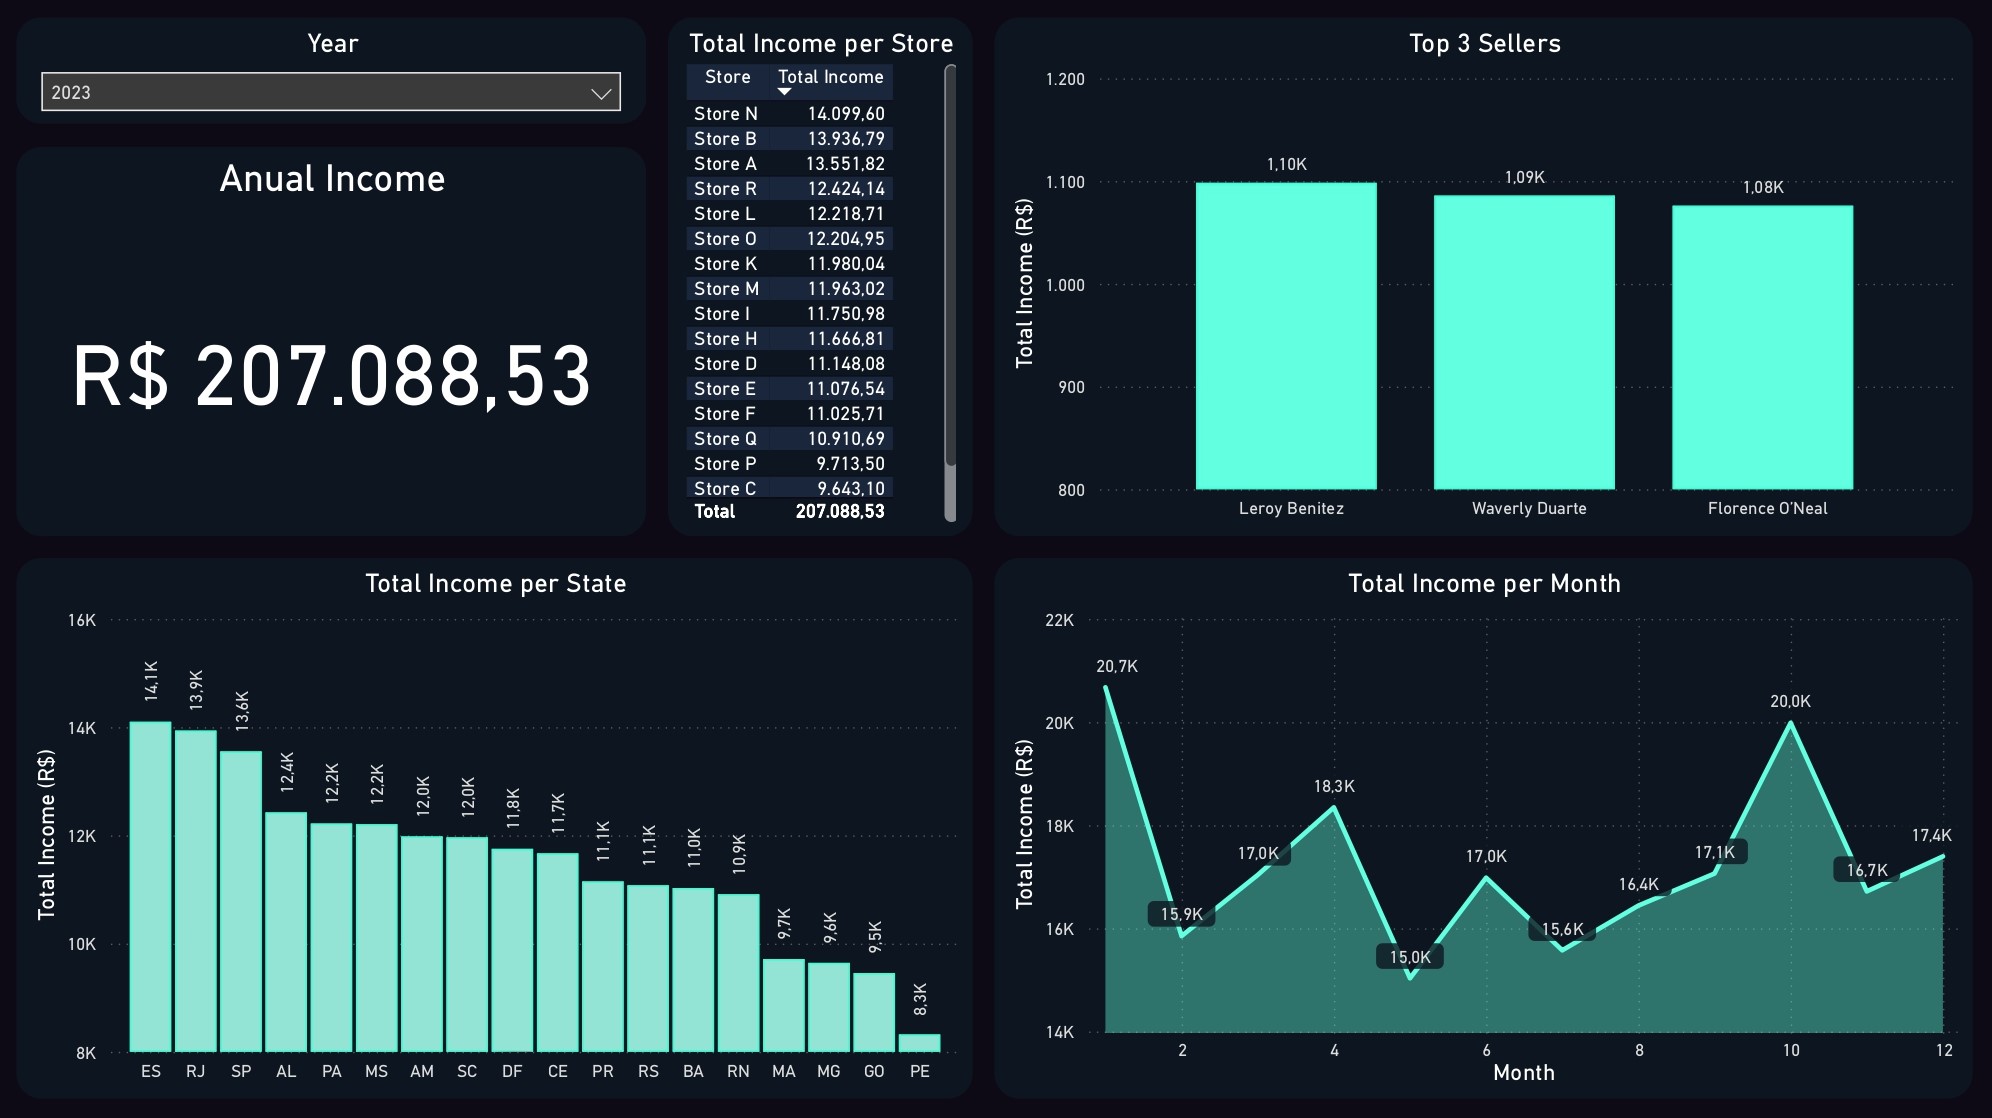 Year
2023
Anual Income
R$ 207.088,53
Total Income per Store
Store Total Income
Store N 14.099,60
Store B 13.936,79
Store A 13.551,82
Store R 12.424,14
Store L 12.218,71
Store O 12.204,95
Store K 11.980,04
Store M 11.963,02
Store I 11.750,98
Store H 11.666,81
Store D 11.148,08
Store E 11.076,54
Store F 11.025,71
Store Q 10.910,69
Store P 9.713,50
Store C 9.643,10
Total 207.088,53
Top 3 Sellers
Total Income (R$)
1.200
1.100
1.000
900
800
1,10K
1,09K
1,08K
Leroy Benitez
Waverly Duarte
Florence O'Neal
Total Income per State
Total Income (R$)
16K
14K
12K
10K
8K
14,1K
13,9K
13,6K
12,4K
12,2K
12,2K
12,0K
12,0K
11,8K
11,7K
11,1K
11,1K
11,0K
10,9K
9,7K
9,6K
9,5K
8,3K
ES RJ SP AL PA MS AM SC DF CE PR RS BA RN MA MG GO PE
Total Income per Month
Total Income (R$)
22K
20K
18K
16K
14K
20,7K
15,9K
17,0K
18,3K
15,0K
17,0K
15,6K
16,4K
17,1K
20,0K
16,7K
17,4K
2 4 6 8 10 12
Month